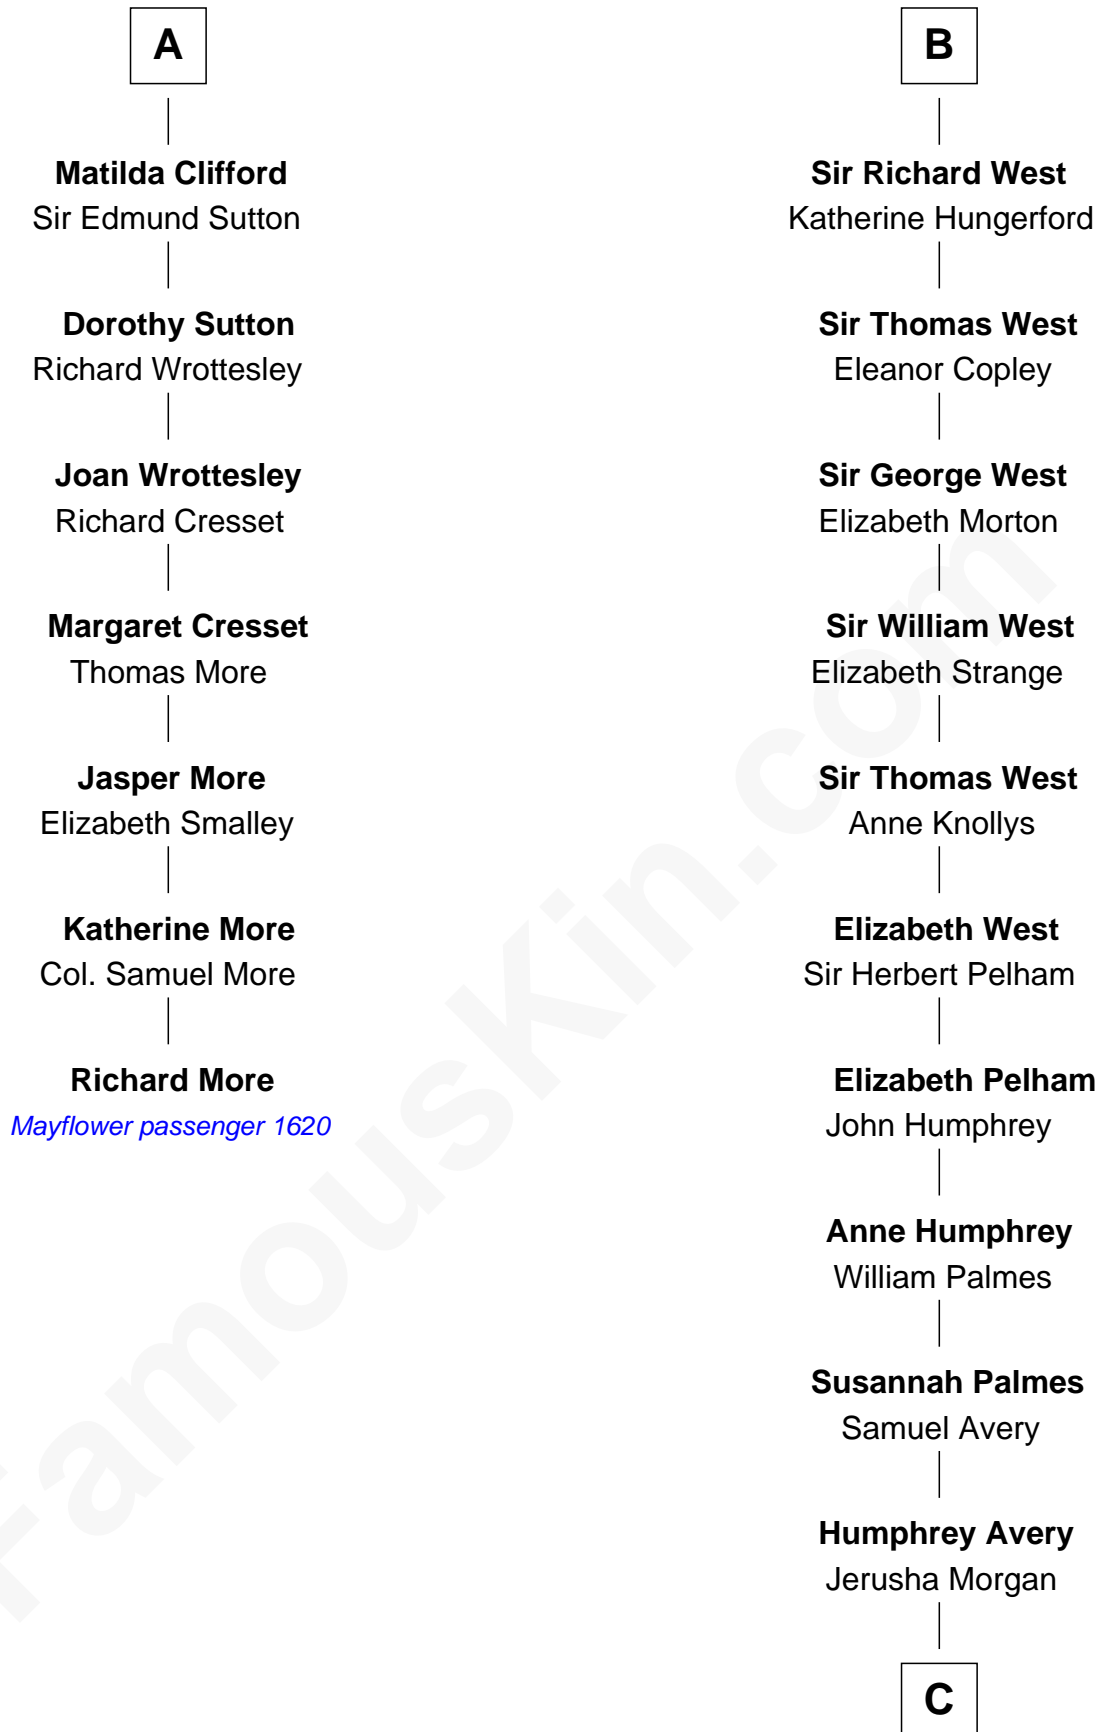 A
Matilda Clifford
Sir Edmund Sutton
Dorothy Sutton
Richard Wrottesley
Joan Wrottesley
Richard Cresset
Margaret Cresset
Thomas More
Jasper More
Elizabeth Smalley
Katherine More
Col. Samuel More
Richard More
Mayflower passenger 1620
B
Sir Richard West
Katherine Hungerford
Sir Thomas West
Eleanor Copley
Sir George West
Elizabeth Morton
Sir William West
Elizabeth Strange
Sir Thomas West
Anne Knollys
Elizabeth West
Sir Herbert Pelham
Elizabeth Pelham
John Humphrey
Anne Humphrey
William Palmes
Susannah Palmes
Samuel Avery
Humphrey Avery
Jerusha Morgan
C
FamousKin.com